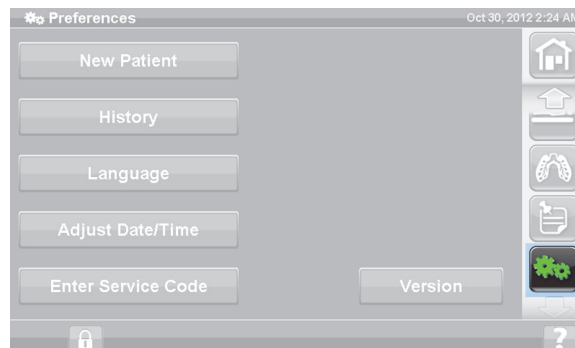 Preferences
Oct 30, 2012 2:24 AM
New Patient
History
Language
Adjust Date/Time
Enter Service Code
Version
?